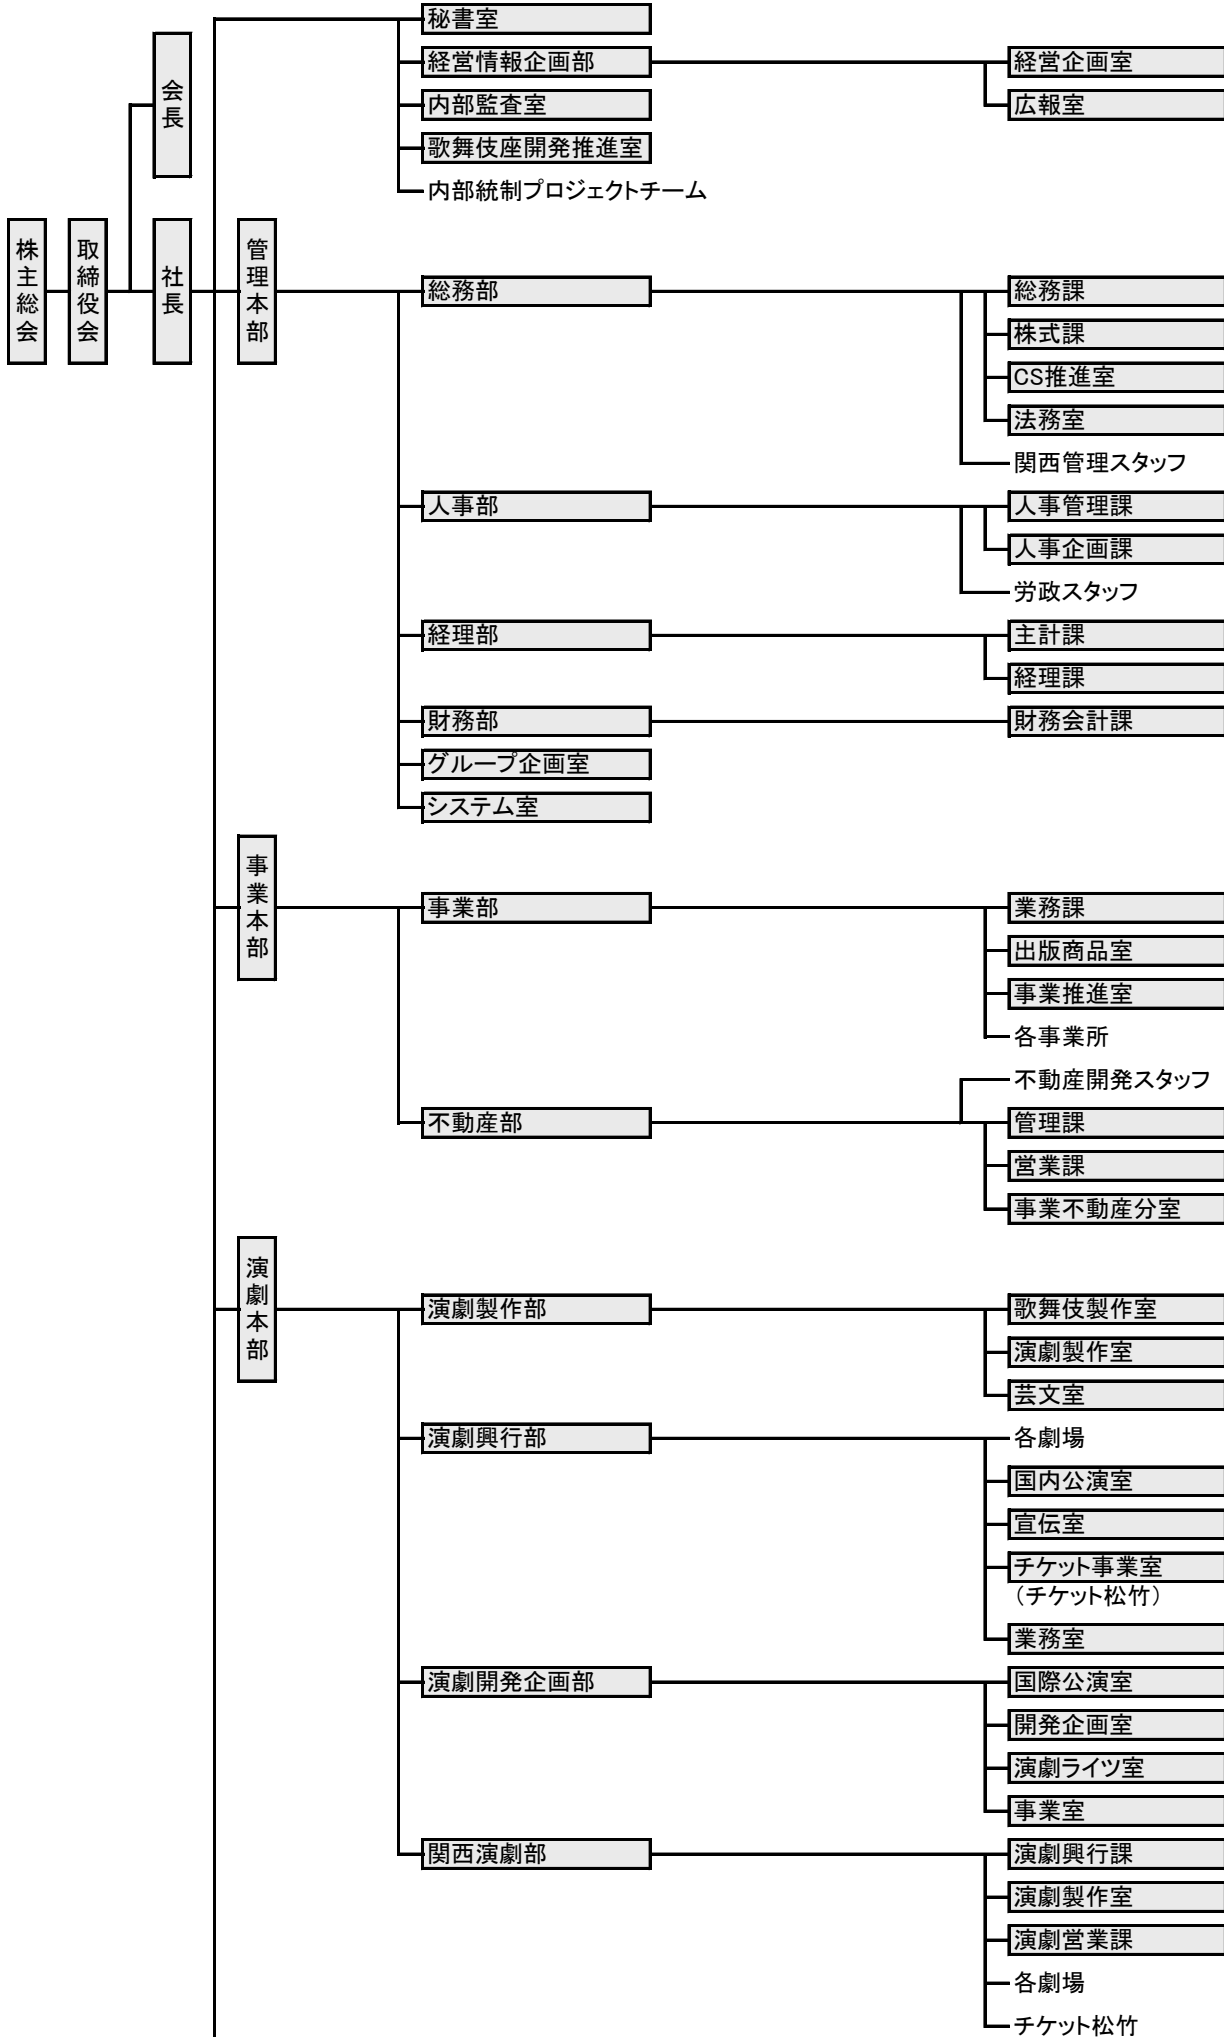 秘書室
経営情報企画部
経営企画室
内部監査室
広報室
歌舞伎座開発推進室
内部統制プロジェクトチーム
会長
株主総会
取締役会
社長
管理本部
総務部
総務課
株式課
CS推進室
法務室
関西管理スタッフ
人事部
人事管理課
人事企画課
労政スタッフ
経理部
主計課
経理課
財務部
財務会計課
グループ企画室
システム室
事業本部
事業部
業務課
出版商品室
事業推進室
各事業所
不動産開発スタッフ
不動産部
管理課
営業課
事業不動産分室
演劇本部
演劇製作部
歌舞伎製作室
演劇製作室
芸文室
演劇興行部
各劇場
国内公演室
宣伝室
チケット事業室
（チケット松竹）
業務室
演劇開発企画部
国際公演室
開発企画室
演劇ライツ室
事業室
関西演劇部
演劇興行課
演劇製作室
演劇営業課
各劇場
チケット松竹